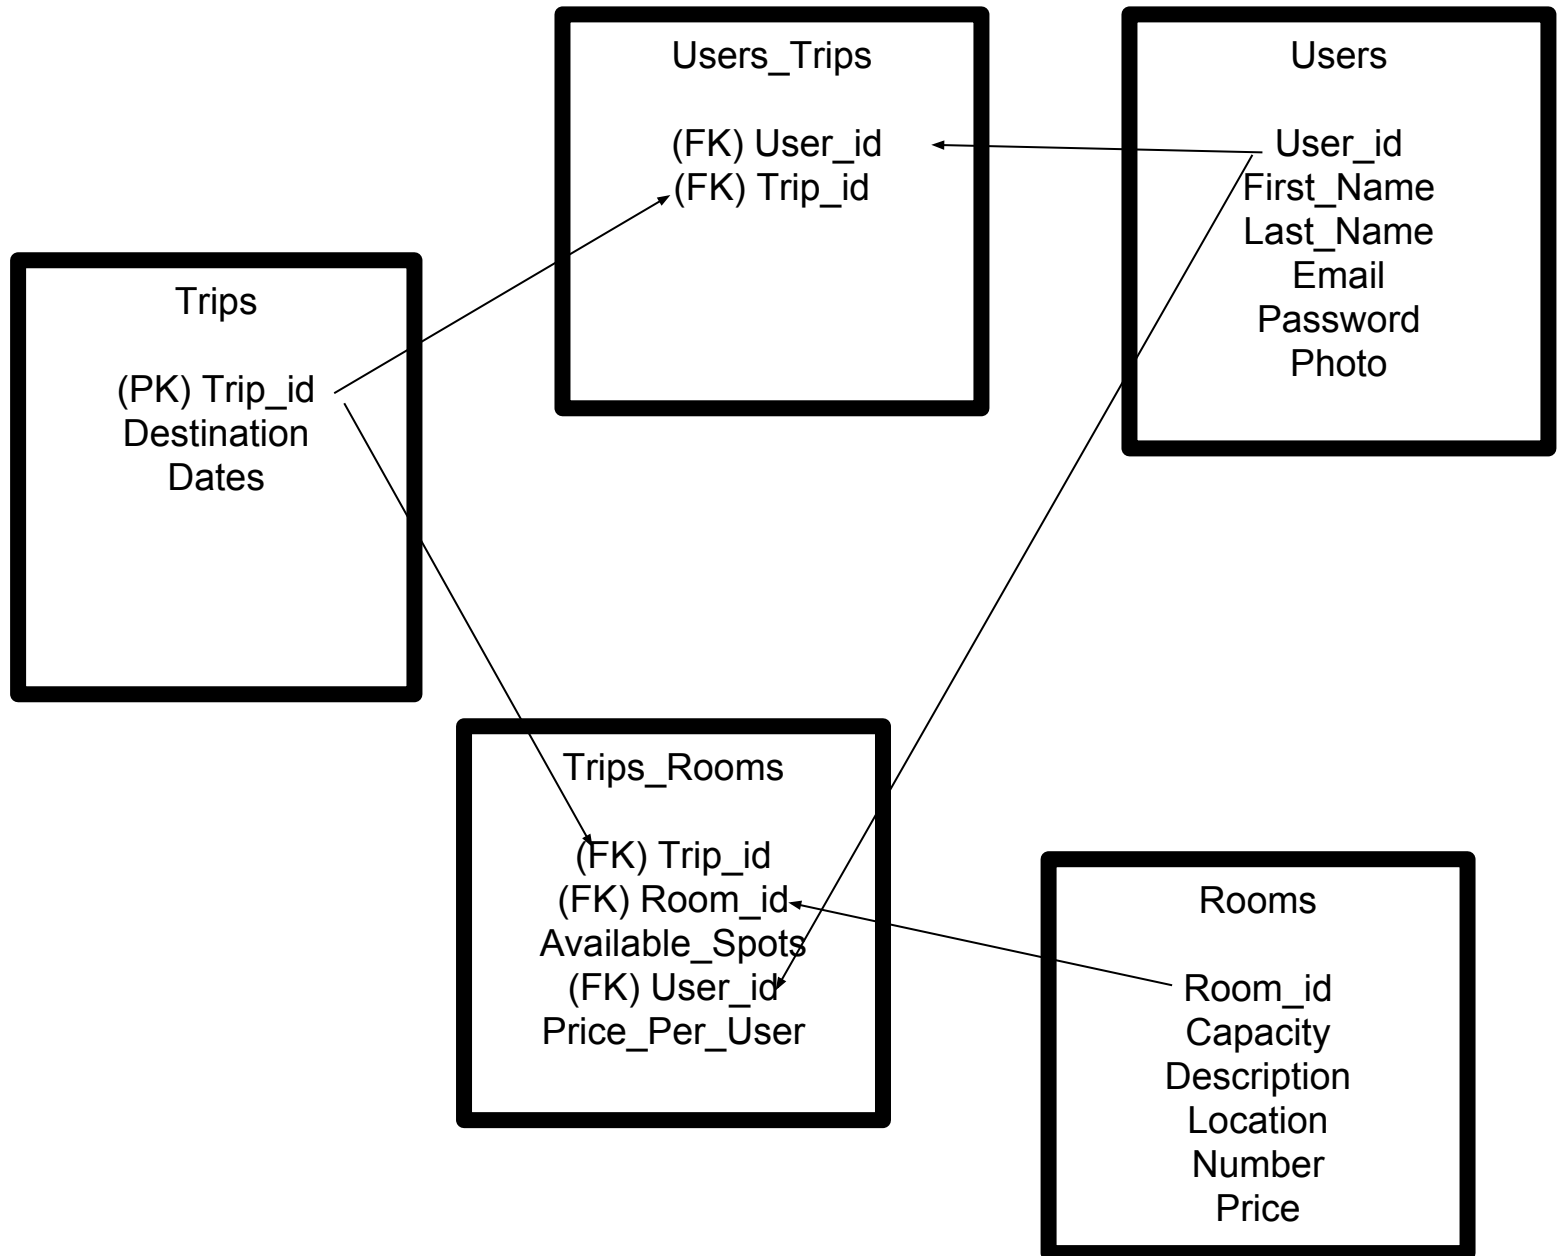 Users_Trips
(FK) User_id
(FK) Trip_id
Users
User_id
First_Name
Last_Name
Email
Password
Photo
Trips
(PK) Trip_id
Destination
Dates
Trips_Rooms
(FK) Trip_id
(FK) Room_id
Available_Spots
(FK) User_id
Price_Per_User
Rooms
Room_id
Capacity
Description
Location
Number
Price